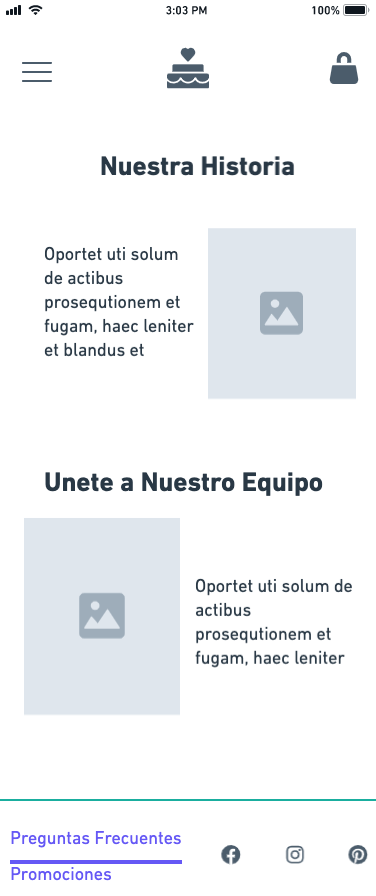 3:03 PM
100%
Nuestra Historia
Oportet uti solum
de actibus
prosequtionem et
fugam, haec leniter
et blandus et
Unete a Nuestro Equipo
Oportet uti solum de
actibus
prosequtionem et
fugam, haec leniter
Preguntas Frecuentes
Promociones